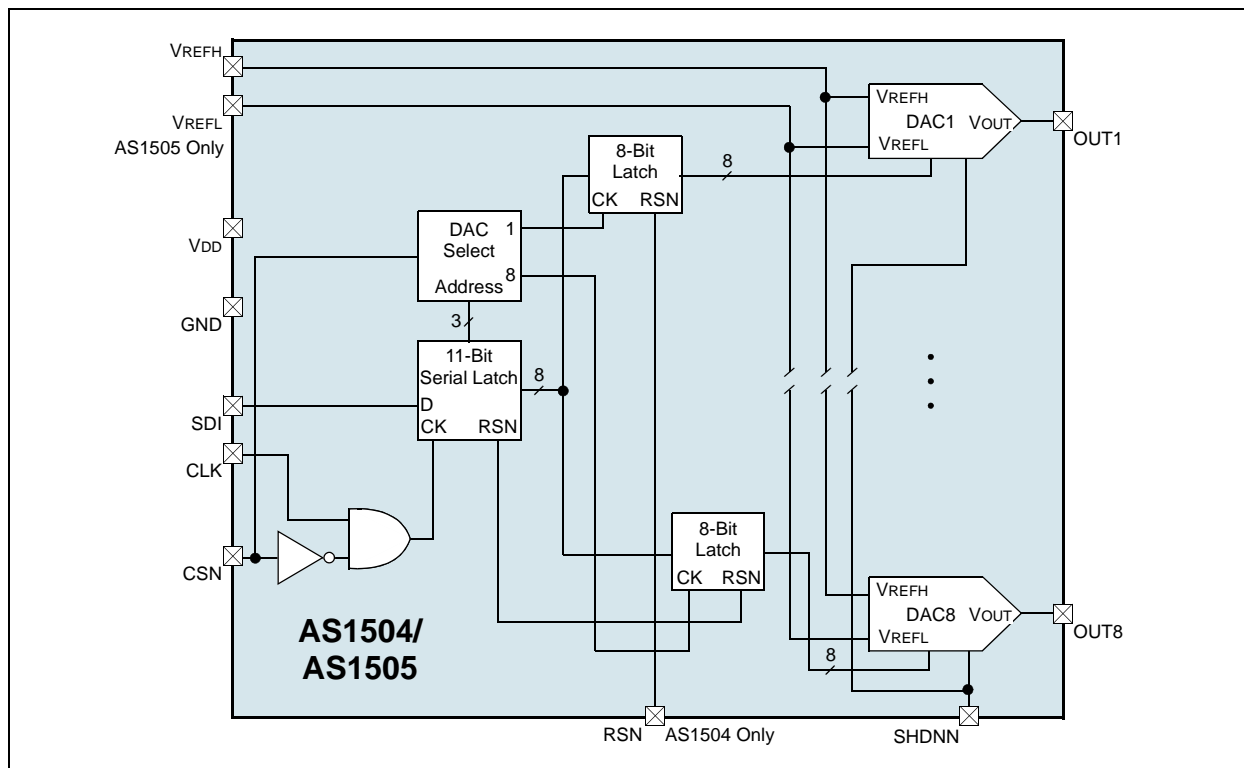 VREFH
VREFL
AS1505 Only
VDD
GND
SDI
CLK
CSN
DAC
Select
Address
1
8
3
11-Bit
Serial Latch
D
CK
RSN
8
8-Bit
Latch
CK
RSN
8
8-Bit
Latch
CK
RSN
8
VREFH
DAC1
VOUT
VREFL
OUT1
VREFH
DAC8
VOUT
VREFL
OUT8
AS1504/
AS1505
RSN
AS1504 Only
SHDNN